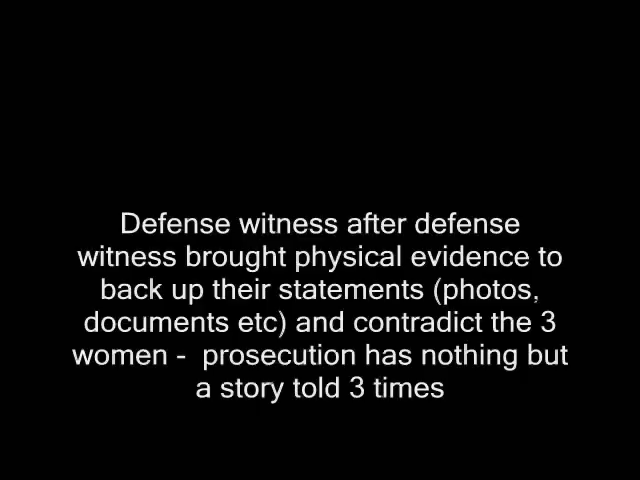 Defense witness after defense
witness brought physical evidence to
back up their statements (photos,
documents etc) and contradict the 3
women -  prosecution has nothing but
a story told 3 times